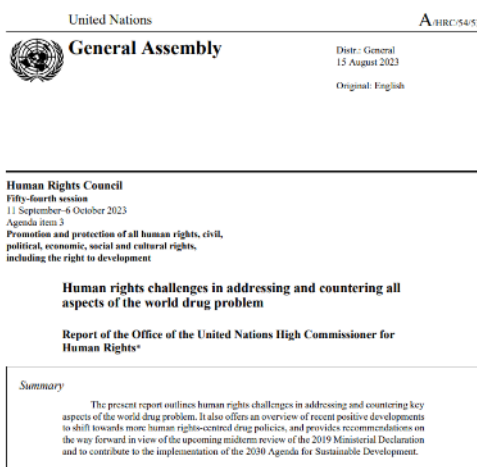 United Nations
A/HRC/54/5
General Assembly
Distr.: General
15 August 2023
Original: English
Human Rights Council
Fifty-fourth session
11 September–6 October 2023
Agenda item 3
Promotion and protection of all human rights, civil,
political, economic, social and cultural rights,
including the right to development
Human rights challenges in addressing and countering all
aspects of the world drug problem
Report of the Office of the United Nations High Commissioner for
Human Rights*
Summary
The present report outlines human rights challenges in addressing and countering key
aspects of the world drug problem. It also offers an overview of recent positive developments
to shift towards more human rights-centred drug policies, and provides recommendations on
the way forward in view of the upcoming midterm review of the 2019 Ministerial Declaration
and to contribute to the implementation of the 2030 Agenda for Sustainable Development.